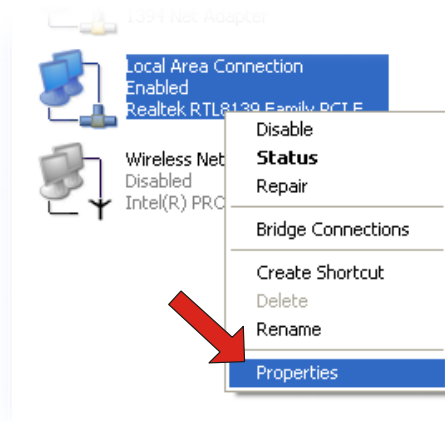 1394 Net Adapter
Local Area Connection
Enabled
Realtek RTL8139 Family PCI F
Wireless Net
Disabled
Intel(R) PRO
Disable
Status
Repair
Bridge Connections
Create Shortcut
Delete
Rename
Properties